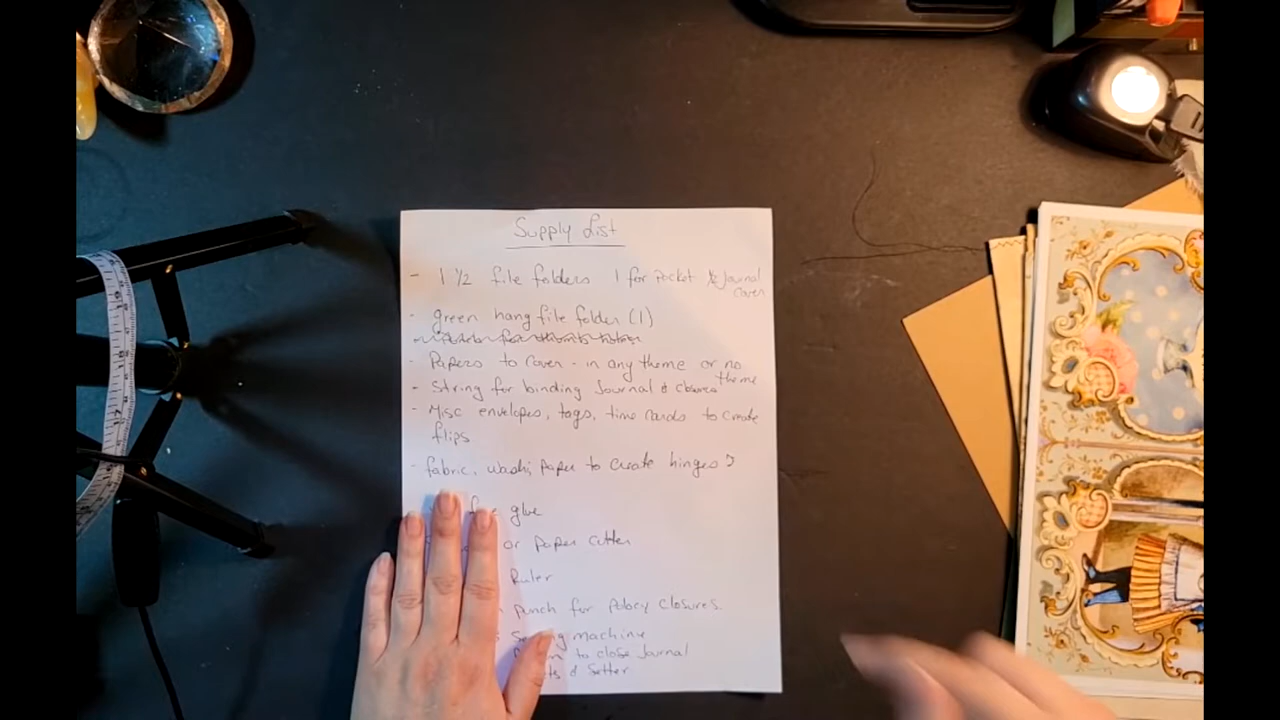 Supply List
- 1 1/2 file folders 1 for pocket 1/2 Journal
cover
- green hang file folder (1)
- Papers to cover - in any theme or no
theme
- String for binding Journal &
- Misc envelopes, tags, time cards to create
flips
- fabric, washi, paper to create hinges
glue
or paper cutter
Ruler
punch for closures.
machine
to close Journal
& Setter